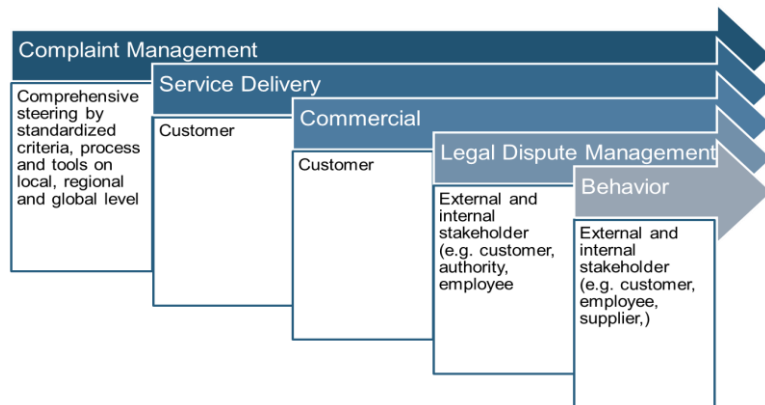 Complaint Management
Comprehensive
steering by
standardized
criteria, process
and tools on
local, regional
and global level
Service Delivery
Customer
Commercial
Customer
Legal Dispute Management
External and
internal
stakeholder
(e.g. customer,
authority,
employee
Behavior
External and
internal
stakeholder
(e.g. customer,
employee,
supplier,)